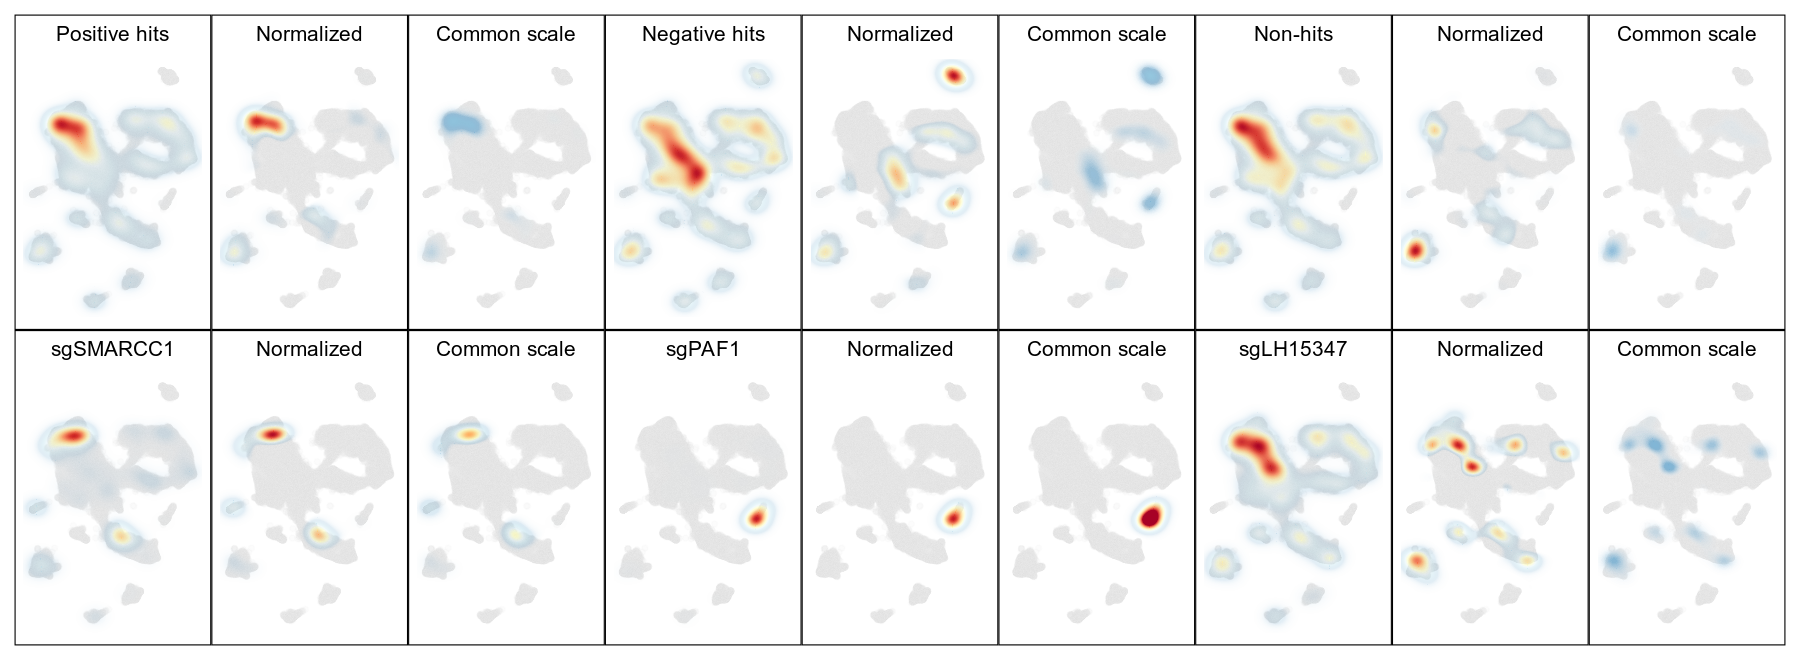 Positive hits
Normalized
Common scale
Negative hits
Normalized
Common scale
Non-hits
Normalized
Common scale
sgSMARCC1
Normalized
Common scale
sgPAF1
Normalized
Common scale
sgLH15347
Normalized
Common scale